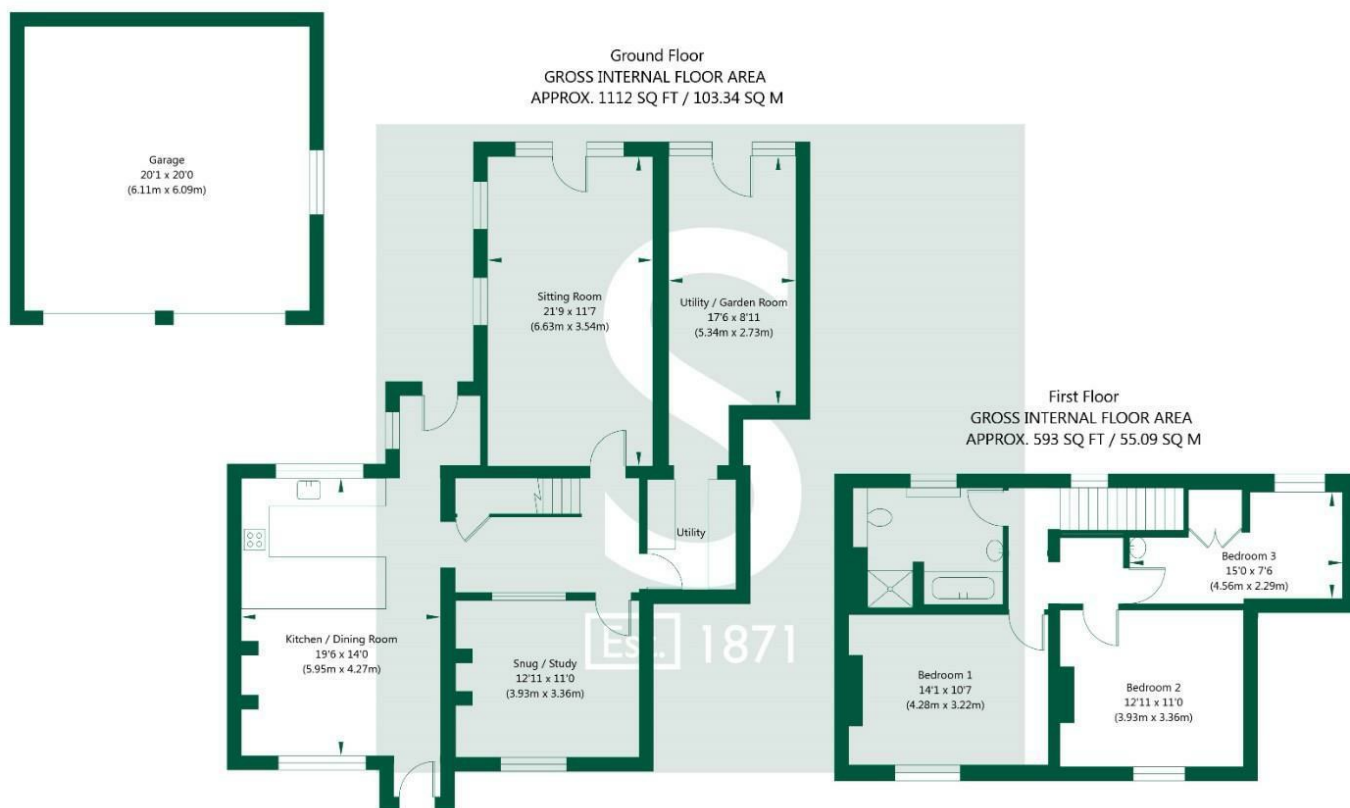 Ground Floor
GROSS INTERNAL FLOOR AREA
APPROX. 1112 SQ FT / 103.34 SQ M
Garage
20'1 x 20'0
(6.11m x 6.09m)
Sitting Room
21'9 x 11'7
(6.63m x 3.54m)
Utility / Garden Room
17'6 x 8'11
(5.34m x 2.73m)
Utility
Kitchen / Dining Room
19'6 x 14'0
(5.95m x 4.27m)
Snug / Study
12'11 x 11'0
(3.93m x 3.36m)
First Floor
GROSS INTERNAL FLOOR AREA
APPROX. 593 SQ FT / 55.09 SQ M
Bedroom 3
15'0 x 7'6
(4.56m x 2.29m)
Bedroom 1
14'1 x 10'7
(4.28m x 3.22m)
Bedroom 2
12'11 x 11'0
(3.93m x 3.36m)
S
Est. 1871